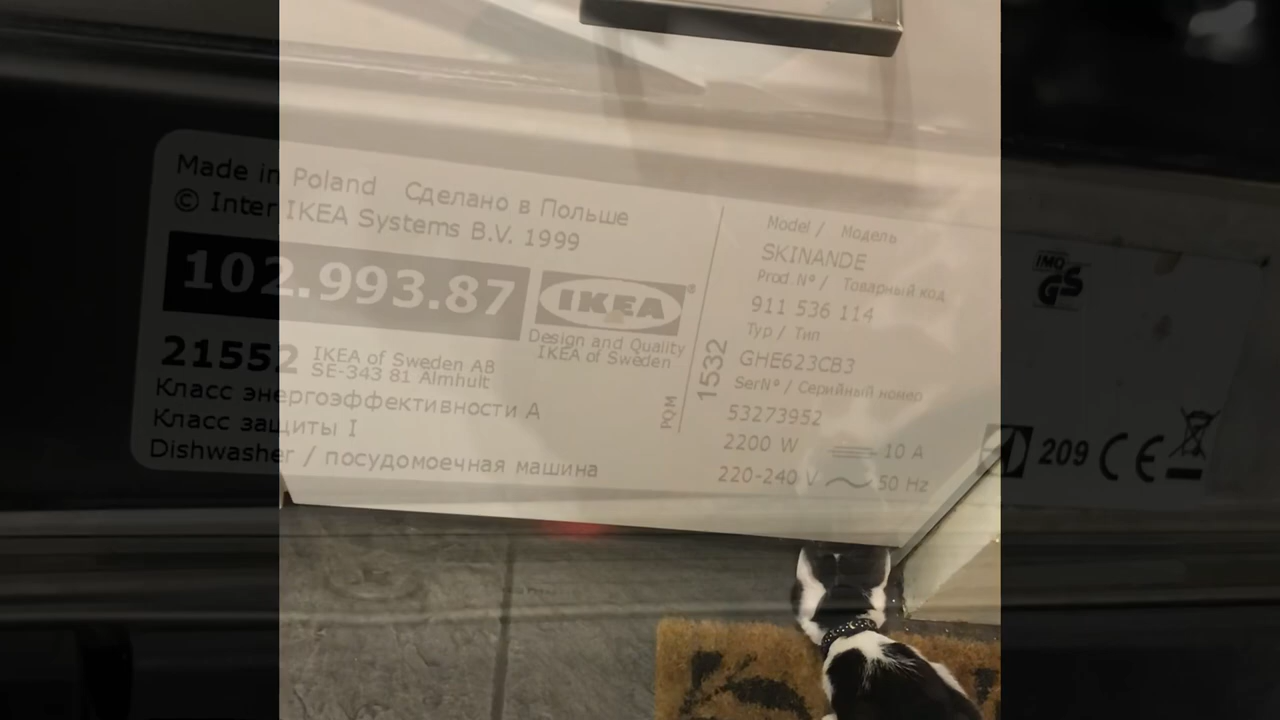 Made in Poland Сделано в Польше
© Inter IKEA Systems B.V. 1999
102.993.87
IKEA®
Design and Quality
IKEA of Sweden
21552
IKEA of Sweden AB
SE-343 81 Älmhult
Класс энергоэффективности A
Класс защиты I
Dishwasher / посудомоечная машина
PQM
1532
Model / Модель
SKINANDE
Prod.Nº / Товарный код
911 536 114
Typ / Тип
GHE623CB3
SerNº / Серийный номер
53273952
2200 W 10 A
220-240 V 50 Hz
IMQ
GS
209 CE